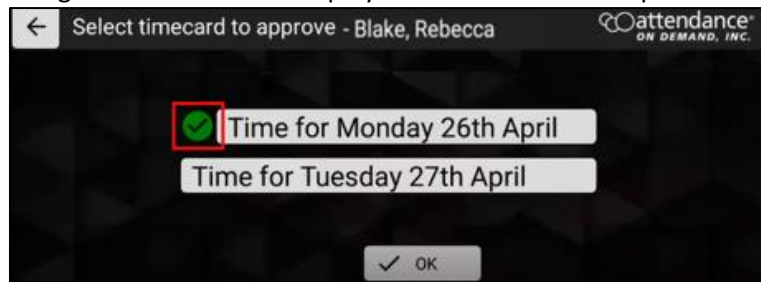 Select timecard to approve - Blake, Rebecca
attendance
ON DEMAND, INC.
Time for Monday 26th April
Time for Tuesday 27th April
OK